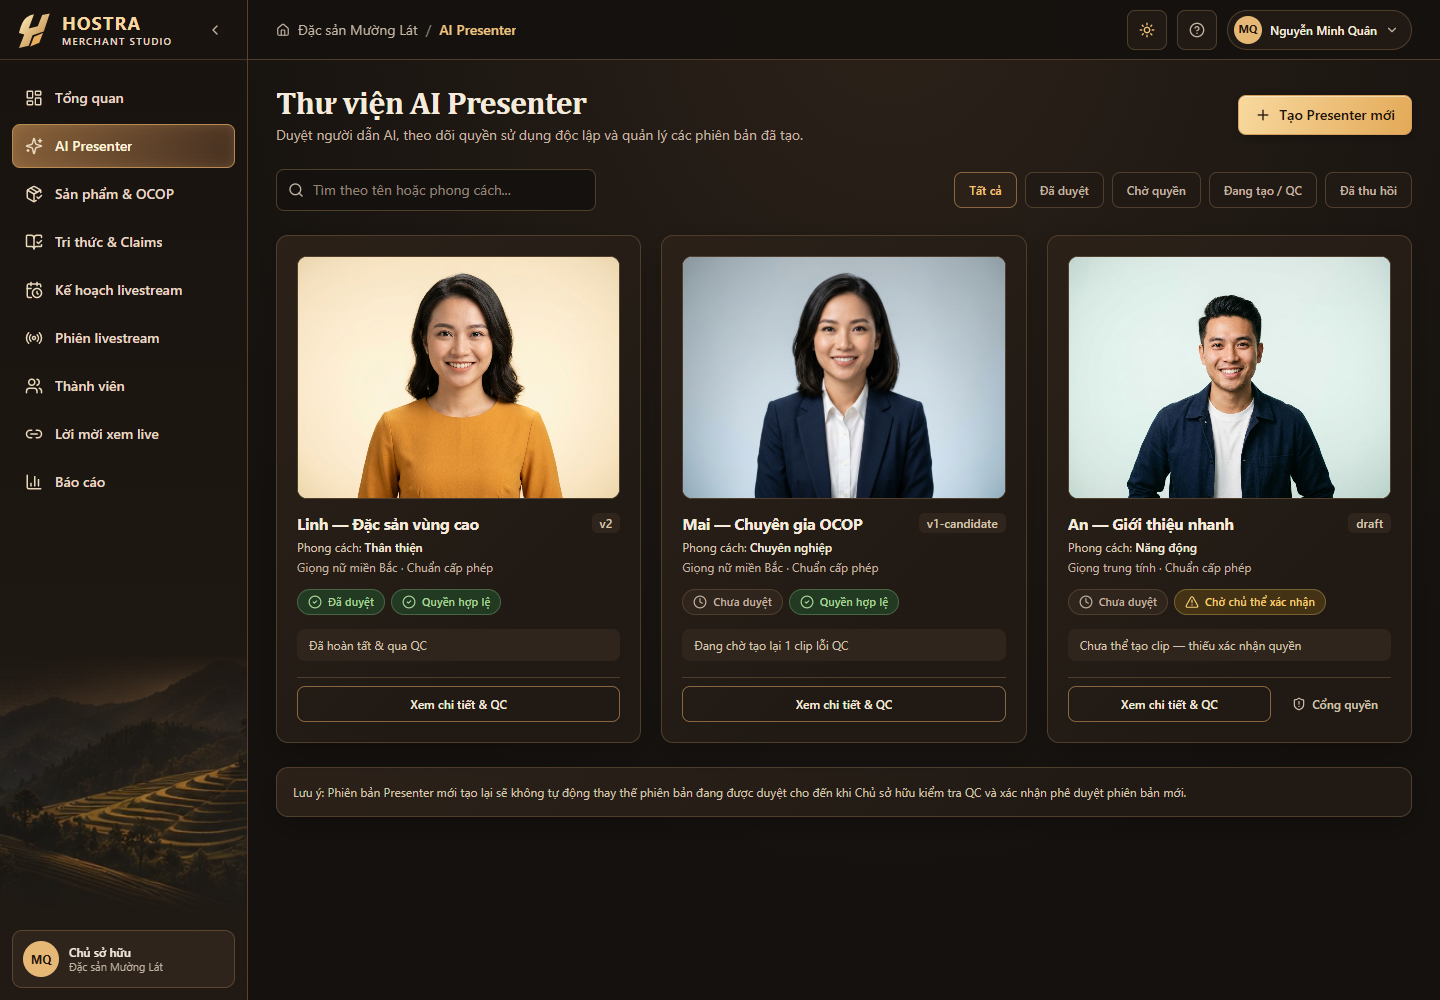 HOSTRA
MERCHANT STUDIO
Đặc sản Mường Lát / AI Presenter
MQ Nguyễn Minh Quân
Tổng quan
AI Presenter
Sản phẩm & OCOP
Tri thức & Claims
Kế hoạch livestream
Phiên livestream
Thành viên
Lời mời xem live
Báo cáo
MQ
Chủ sở hữu
Đặc sản Mường Lát
Thư viện AI Presenter
Duyệt người dẫn AI, theo dõi quyền sử dụng độc lập và quản lý các phiên bản đã tạo.
Tạo Presenter mới
Tìm theo tên hoặc phong cách...
Tất cả
Đã duyệt
Chờ quyền
Đang tạo / QC
Đã thu hồi
Linh — Đặc sản vùng cao
v2
Phong cách: Thân thiện
Giọng nữ miền Bắc · Chuẩn cấp phép
Đã duyệt
Quyền hợp lệ
Đã hoàn tất & qua QC
Xem chi tiết & QC
Mai — Chuyên gia OCOP
v1-candidate
Phong cách: Chuyên nghiệp
Giọng nữ miền Bắc · Chuẩn cấp phép
Chưa duyệt
Quyền hợp lệ
Đang chờ tạo lại 1 clip lỗi QC
Xem chi tiết & QC
An — Giới thiệu nhanh
draft
Phong cách: Năng động
Giọng trung tính · Chuẩn cấp phép
Chưa duyệt
Chờ chủ thể xác nhận
Chưa thể tạo clip — thiếu xác nhận quyền
Xem chi tiết & QC
Cổng quyền
Lưu ý: Phiên bản Presenter mới tạo lại sẽ không tự động thay thế phiên bản đang được duyệt cho đến khi Chủ sở hữu kiểm tra QC và xác nhận phê duyệt phiên bản mới.